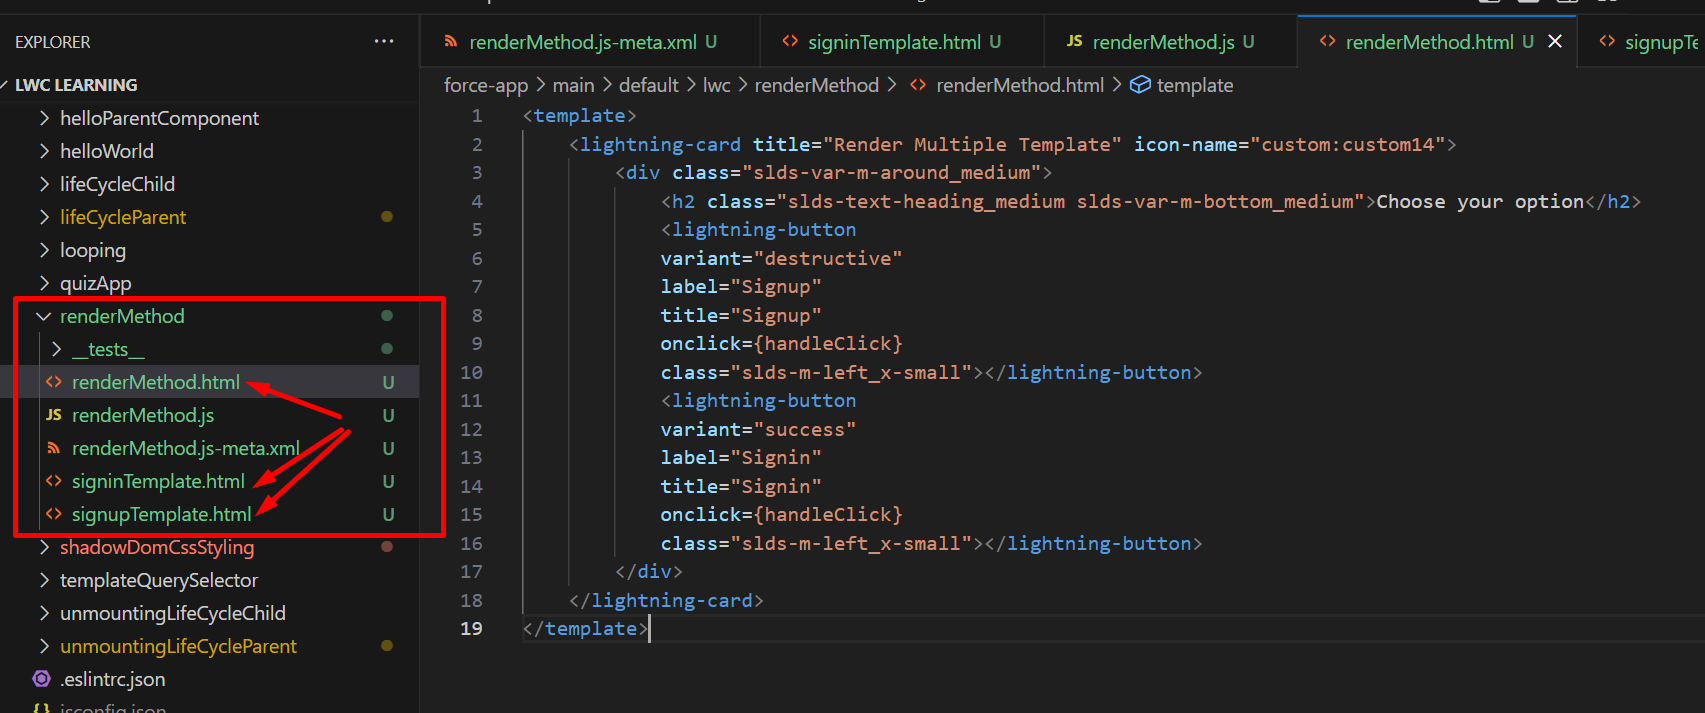 EXPLORER ...
LWC LEARNING
helloParentComponent
helloWorld
lifeCycleChild
lifeCycleParent
looping
quizApp
renderMethod
__tests__
renderMethod.html U
renderMethod.js U
renderMethod.js-meta.xml U
signinTemplate.html U
signupTemplate.html U
shadowDomCssStyling
templateQuerySelector
unmountingLifeCycleChild
unmountingLifeCycleParent
.eslintrc.json
jsconfig.json
renderMethod.js-meta.xml U signinTemplate.html U JS renderMethod.js U renderMethod.html U signupTe
force-app > main > default > lwc > renderMethod > renderMethod.html > template
1 <template>
2 <lightning-card title="Render Multiple Template" icon-name="custom:custom14">
3 <div class="slds-var-m-around_medium">
4 <h2 class="slds-text-heading_medium slds-var-m-bottom_medium">Choose your option</h2>
5 <lightning-button
6 variant="destructive"
7 label="Signup"
8 title="Signup"
9 onclick={handleClick}
10 class="slds-m-left_x-small"></lightning-button>
11 <lightning-button
12 variant="success"
13 label="Signin"
14 title="Signin"
15 onclick={handleClick}
16 class="slds-m-left_x-small"></lightning-button>
17 </div>
18 </lightning-card>
19 </template>